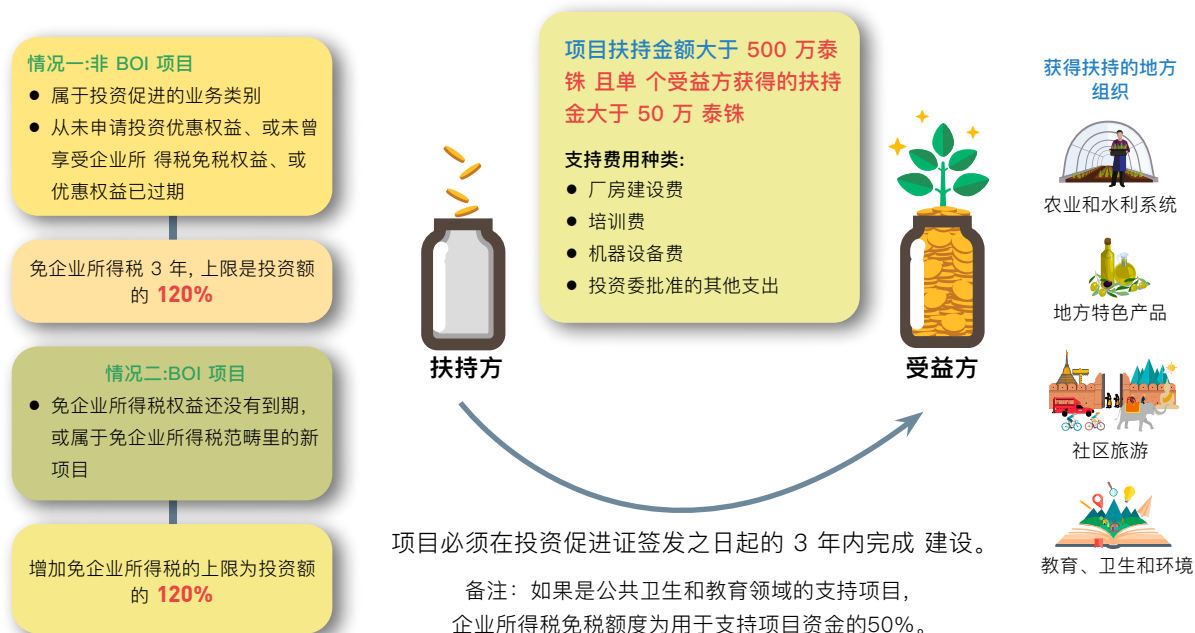 情况一:非 BOI 项目
● 属于投资促进的业务类别
● 从未申请投资优惠权益、或未曾
享受企业所 得税免税权益、或
优惠权益已过期
免企业所得税 3 年, 上限是投资额
的 120%
情况二:BOI 项目
● 免企业所得税权益还没有到期，
或属于免企业所得税范畴里的新
项目
增加免企业所得税的上限为投资额
的 120%
扶持方
项目扶持金额大于 500 万泰
铢 且单 个受益方获得的扶持
金大于 50 万 泰铢
支持费用种类:
● 厂房建设费
● 培训费
● 机器设备费
● 投资委批准的其他支出
受益方
项目必须在投资促进证签发之日起的 3 年内完成 建设。
备注：如果是公共卫生和教育领域的支持项目，
企业所得税免税额度为用于支持项目资金的50%。
获得扶持的地方
组织
农业和水利系统
地方特色产品
社区旅游
教育、卫生和环境